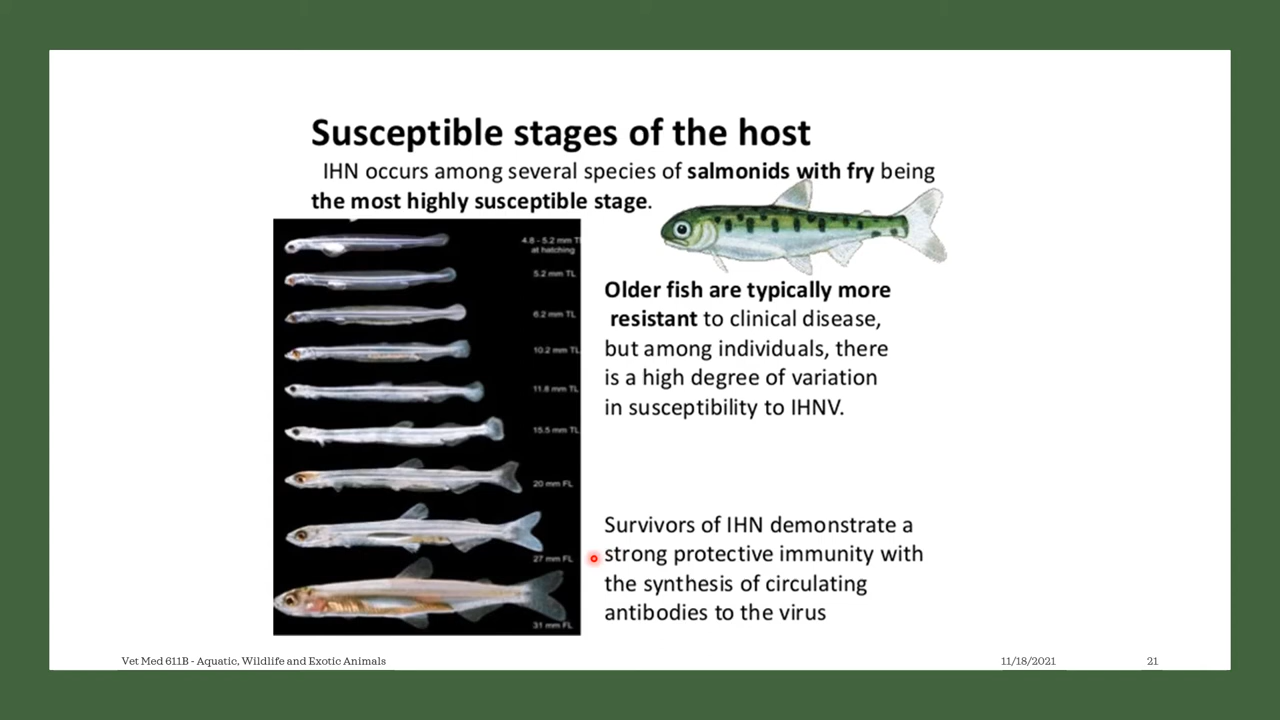 Susceptible stages of the host
IHN occurs among several species of salmonids with fry being
the most highly susceptible stage.
4.8 - 5.2 mm T
at hatching
5.2 mm TL
6.2 mm TL
10.2 mm TL
11.8 mm TL
15.5 mm TL
20 mm FL
27 mm FL
31 mm FL
Older fish are typically more
resistant to clinical disease,
but among individuals, there
is a high degree of variation
in susceptibility to IHNV.
Survivors of IHN demonstrate a
strong protective immunity with
the synthesis of circulating
antibodies to the virus
Vet Med 611B - Aquatic, Wildlife and Exotic Animals
11/18/2021
21